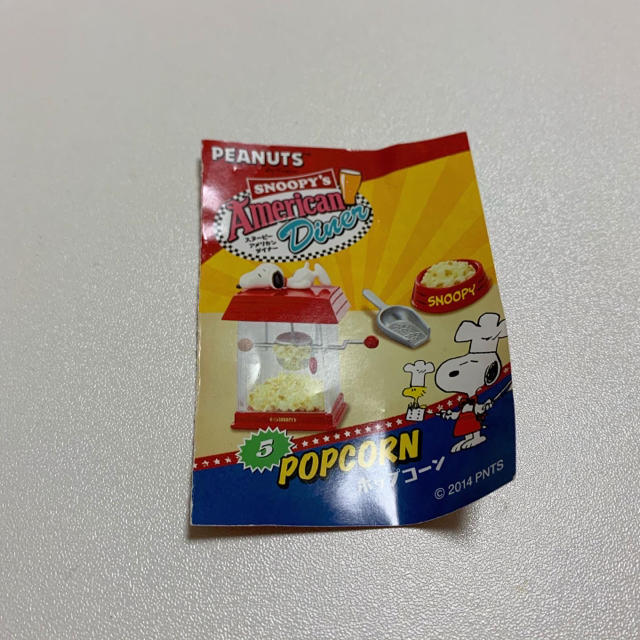 PEANUTS
SNOOPY'S
American
Diner
スヌーピー
アメリカン
ダイナー
SNOOPY
5
POPCORN
ポップコーン
© 2014 PNTS